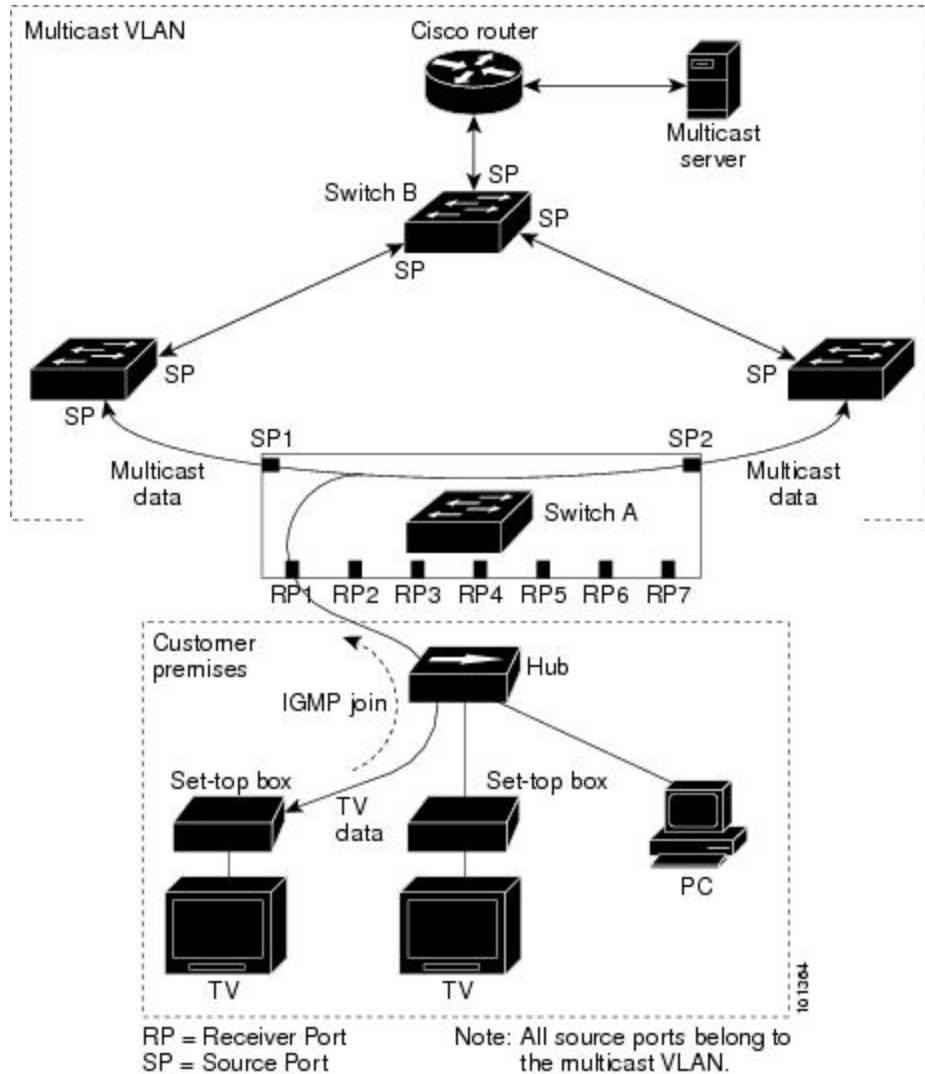 Multicast VLAN
Cisco router
Multicast
server
SP
Switch B
SP
SP
SP
SP
SP
SP1
SP2
Multicast
data
Multicast
data
Switch A
RP1 RP2 RP3 RP4 RP5 RP6 RP7
Customer
premises
Hub
IGMP join
Set-top box
Set-top box
TV
data
PC
TV
TV
101364
RP = Receiver Port
SP = Source Port
Note: All source ports belong to
the multicast VLAN.